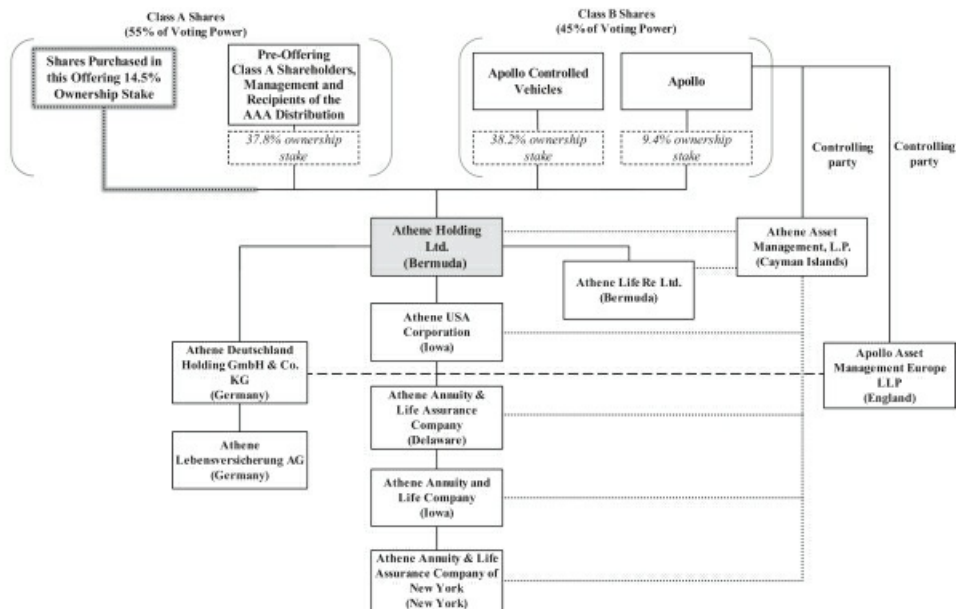 Class A Shares
(55% of Voting Power)
Class B Shares
(45% of Voting Power)
Shares Purchased in
this Offering 14.5%
Ownership Stake
Pre-Offering
Class A Shareholders,
Management and
Recipients of the
AAA Distribution
37.8% ownership
stake
Apollo Controlled
Vehicles
38.2% ownership
stake
Apollo
9.4% ownership
stake
Controlling
party
Controlling
party
Athene Holding
Ltd.
(Bermuda)
Athene Asset
Management, L.P.
(Cayman Islands)
Athene Life Re Ltd.
(Bermuda)
Athene USA
Corporation
(Iowa)
Athene Deutschland
Holding GmbH & Co.
KG
(Germany)
Apollo Asset
Management Europe
LLP
(England)
Athene Annuity &
Life Assurance
Company
(Delaware)
Athene
Lebensversicherung AG
(Germany)
Athene Annuity and
Life Company
(Iowa)
Athene Annuity & Life
Assurance Company of
New York
(New York)